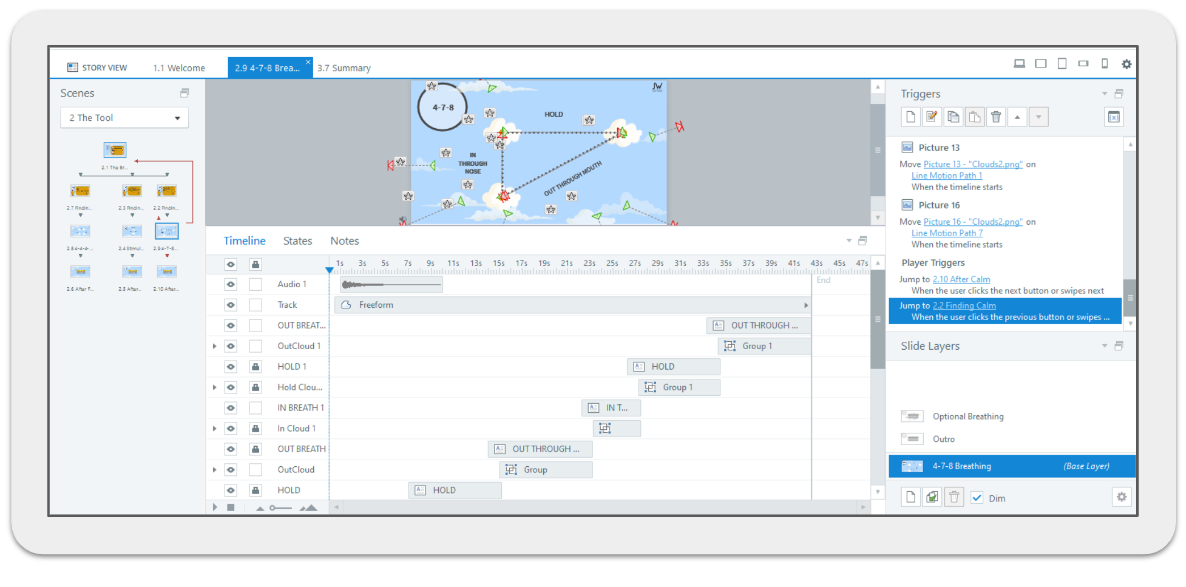 STORY VIEW
1.1 Welcome
2.9 4-7-8 Brea...
3.7 Summary
Scenes
2 The Tool
2.1 The Br...
2.7 Findin...
2.3 Findin...
2.2 Findin...
2.9 4-7-8...
2.6 After F...
2.5 After...
2.10 After...
4-7-8
HOLD
IN
THROUGH
NOSE
OUT THROUGH MOUTH
JW
Timeline
States
Notes
1s 3s 5s 7s 9s 11s 13s 15s 17s 19s 21s 23s 25s 27s 29s 31s 33s 35s 37s 39s 41s 43s 45s 47s
Audio 1
End
Track
Freeform
OUT BREAT...
OUT THROUGH ...
OutCloud 1
Group 1
HOLD 1
HOLD
Hold Clou...
Group 1
IN BREATH 1
IN T...
In Cloud 1
OUT BREATH
OUT THROUGH ...
OutCloud
Group
HOLD
HOLD
Triggers
Picture 13
Move Picture 13 - "Clouds2.png" on
Line Motion Path 1
When the timeline starts
Picture 16
Move Picture 16 - "Clouds2.png" on
Line Motion Path 7
When the timeline starts
Player Triggers
Jump to 2.10 After Calm
When the user clicks the next button or swipes next
Jump to 2.2 Finding Calm
When the user clicks the previous button or swipes ...
Slide Layers
Optional Breathing
Outro
4-7-8 Breathing
(Base Layer)
Dim